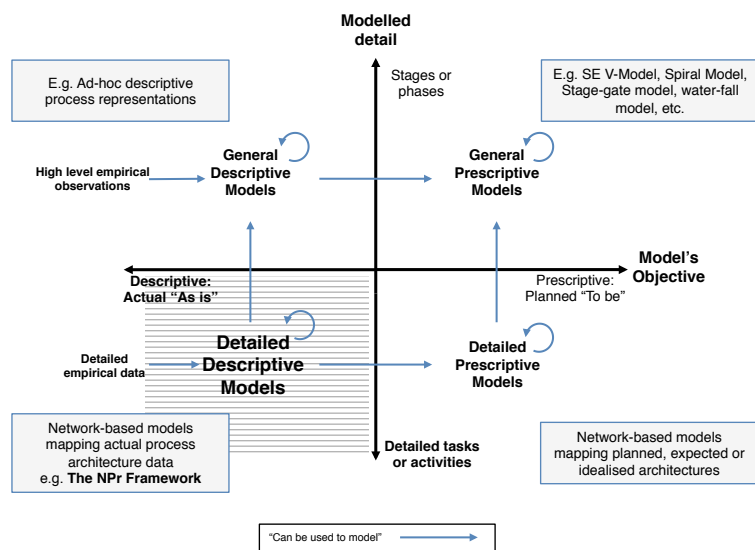 Modelled
detail
E.g. Ad-hoc descriptive
process representations
Stages or
phases
E.g. SE V-Model, Spiral Model,
Stage-gate model, water-fall
model, etc.
High level empirical
observations
General
Descriptive
Models
General
Prescriptive
Models
Descriptive:
Actual “As is”
Prescriptive:
Planned “To be”
Model’s
Objective
Detailed
empirical data
Detailed
Descriptive
Models
Detailed
Prescriptive
Models
Network-based models
mapping actual process
architecture data
e.g. The NPr Framework
Detailed tasks
or activities
Network-based models
mapping planned, expected or
idealised architectures
“Can be used to model”